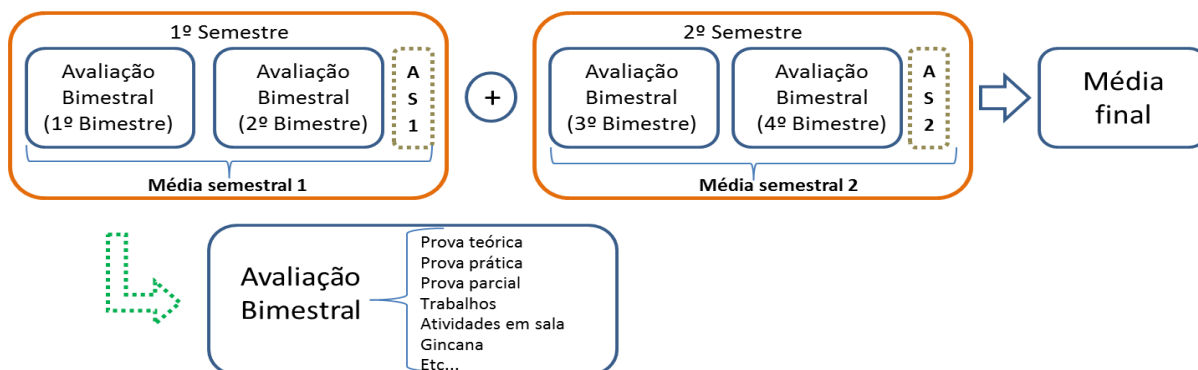 1º Semestre
Avaliação
Bimestral
(1º Bimestre)
Avaliação
Bimestral
(2º Bimestre)
A
S
1
Média semestral 1
+
2º Semestre
Avaliação
Bimestral
(3º Bimestre)
Avaliação
Bimestral
(4º Bimestre)
A
S
2
Média semestral 2
Média
final
Avaliação
Bimestral
Prova teórica
Prova prática
Prova parcial
Trabalhos
Atividades em sala
Gincana
Etc...